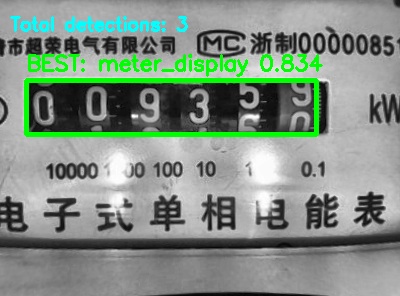 Total detections: 3
市超荣电气有限公司 MC 浙制0000085
BEST: meter_display 0.834
0 0 9 3 5 9 kW
10000 1000 100 10 1 0.1
电子式单相电能表